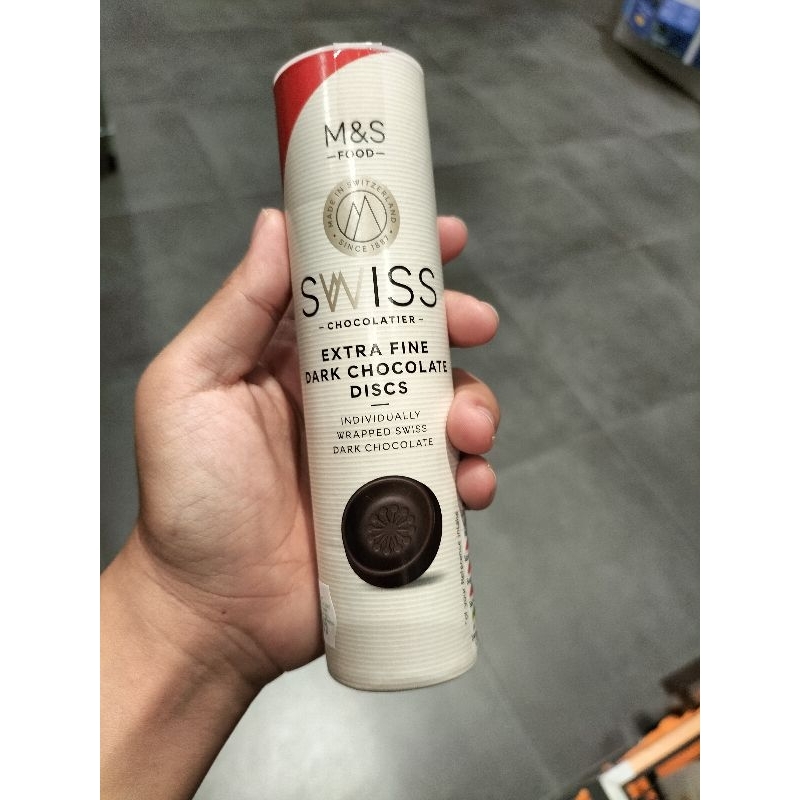 M&S
FOOD
MADE IN SWITZERLAND
SINCE 1887
SWISS
CHOCOLATIER
EXTRA FINE
DARK CHOCOLATE
DISCS
INDIVIDUALLY
WRAPPED SWISS
DARK CHOCOLATE